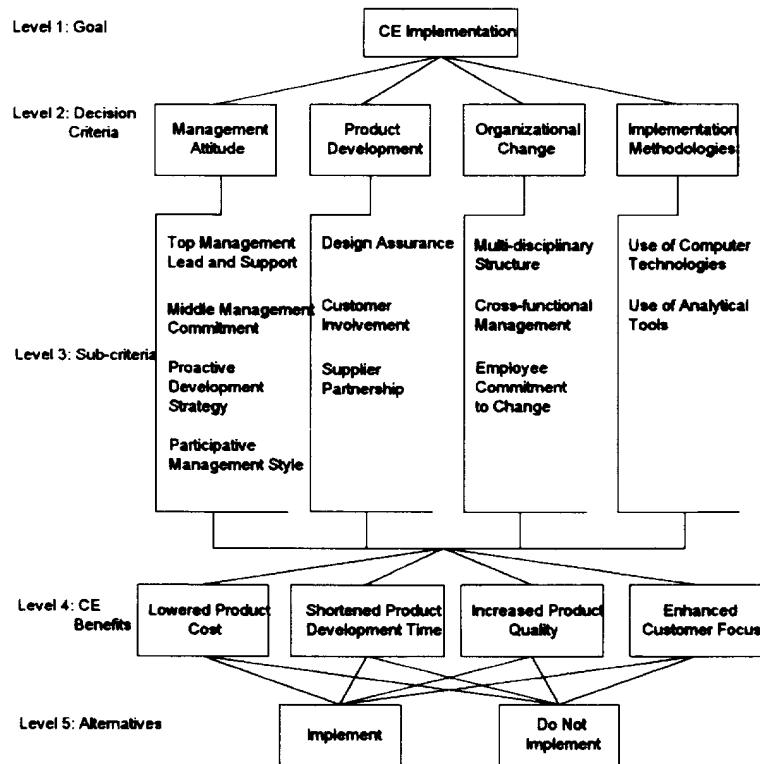 Level 1: Goal
CE Implementation
Level 2: Decision
Criteria
Management
Attitude
Product
Development
Organizational
Change
Implementation
Methodologies
Level 3: Sub-criteria
Top Management
Lead and Support
Middle Management
Commitment
Proactive
Development
Strategy
Participative
Management Style
Design Assurance
Customer
Involvement
Supplier
Partnership
Multi-disciplinary
Structure
Cross-functional
Management
Employee
Commitment
to Change
Use of Computer
Technologies
Use of Analytical
Tools
Level 4: CE
Benefits
Lowered Product
Cost
Shortened Product
Development Time
Increased Product
Quality
Enhanced
Customer Focus
Level 5: Alternatives
Implement
Do Not
Implement